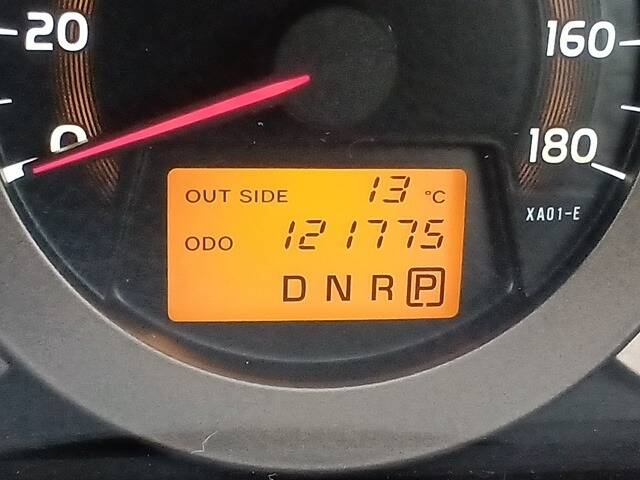 20
160
0
180
OUT SIDE 13 °C
XA01-E
ODO 121775
D N R P